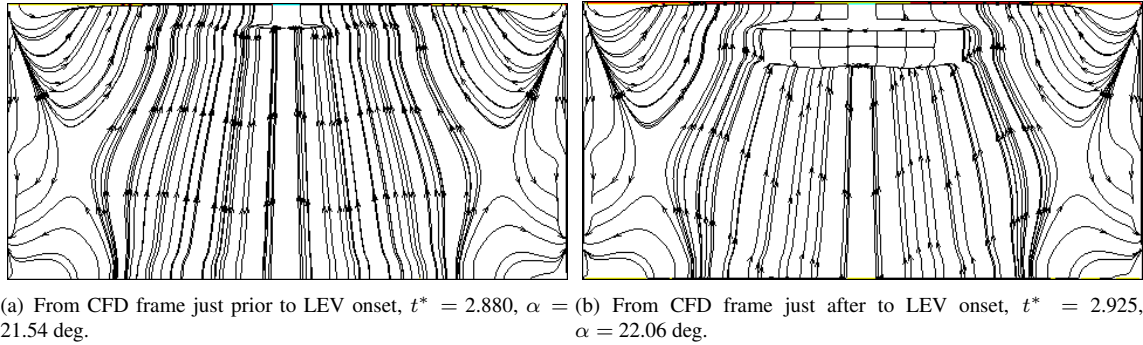 (a) From CFD frame just prior to LEV onset, t* = 2.880, α = 21.54 deg.
(b) From CFD frame just after to LEV onset, t* = 2.925, α = 22.06 deg.